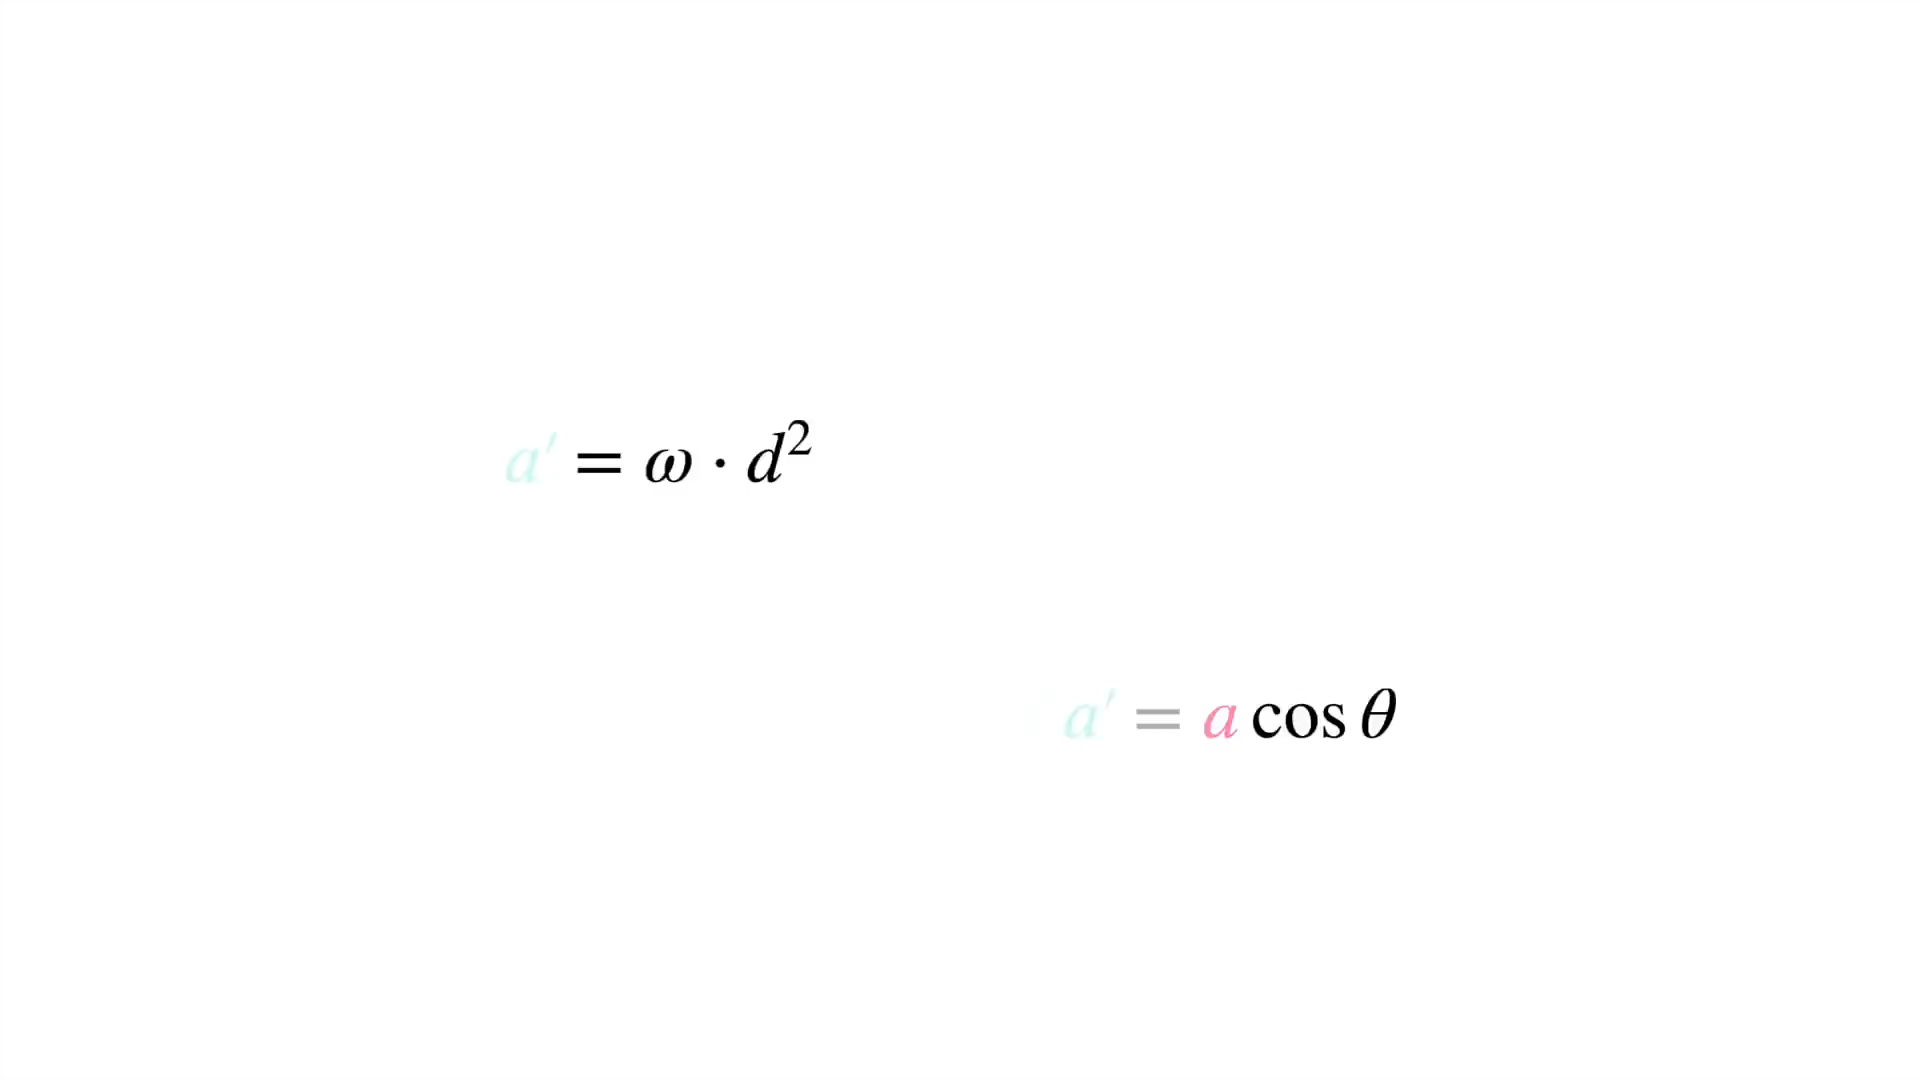 a′ = ω · d²
a′ = a cos θ